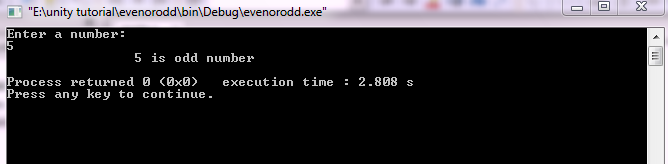 "E:\unity tutorial\evenorodd\bin\Debug\evenorodd.exe"
Enter a number:
5
5 is odd number
Process returned 0 (0x0)   execution time : 2.808 s
Press any key to continue.